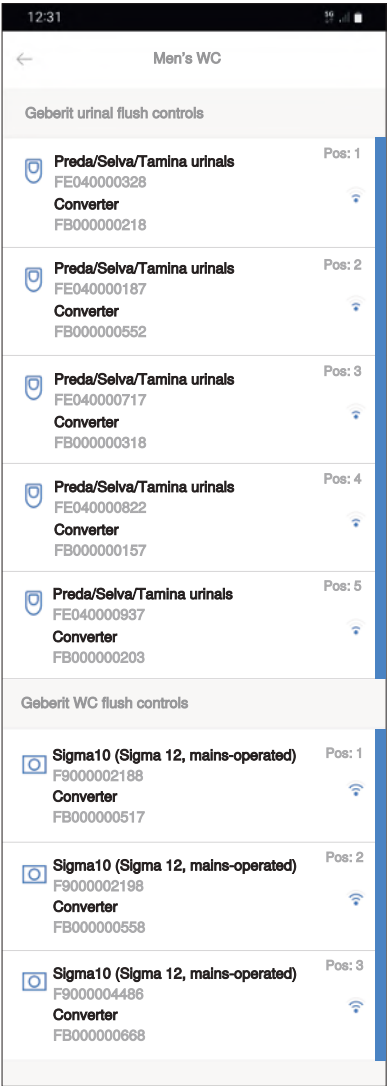 12:31
Men's WC
Geberit urinal flush controls
Preda/Selva/Tamina urinals Pos: 1
FE040000328
Converter
FB000000218
Preda/Selva/Tamina urinals Pos: 2
FE040000187
Converter
FB000000552
Preda/Selva/Tamina urinals Pos: 3
FE040000717
Converter
FB000000318
Preda/Selva/Tamina urinals Pos: 4
FE040000822
Converter
FB000000157
Preda/Selva/Tamina urinals Pos: 5
FE040000937
Converter
FB000000203
Geberit WC flush controls
Sigma10 (Sigma 12, mains-operated) Pos: 1
F9000002188
Converter
FB000000517
Sigma10 (Sigma 12, mains-operated) Pos: 2
F9000002198
Converter
FB000000558
Sigma10 (Sigma 12, mains-operated) Pos: 3
F9000004486
Converter
FB000000668